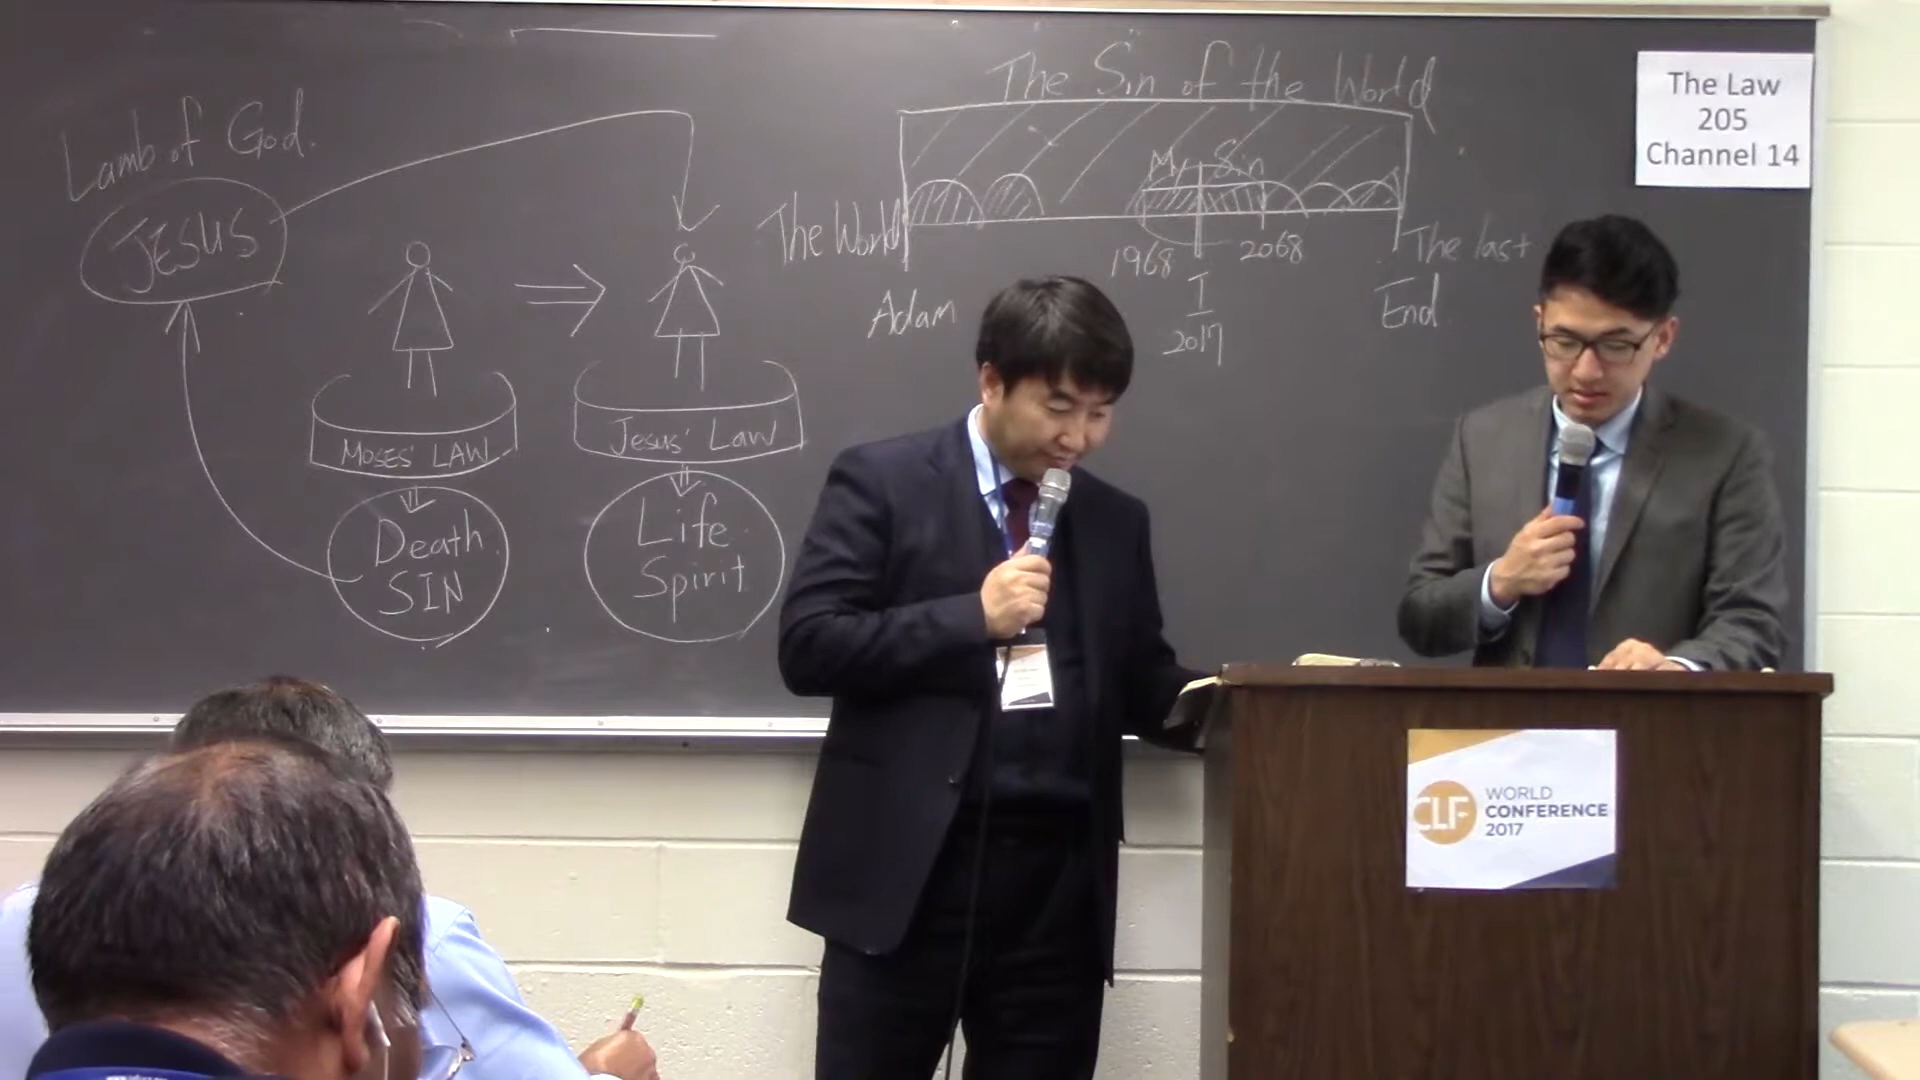 Lamb of God.
JESUS
MOSES' LAW
Death
SIN
Jesus' Law
Life
Spirit
The Sin of the World
My Sin
The World
Adam
1968
2068
I
2017
The last
End
The Law
205
Channel 14
CLF
WORLD
CONFERENCE
2017